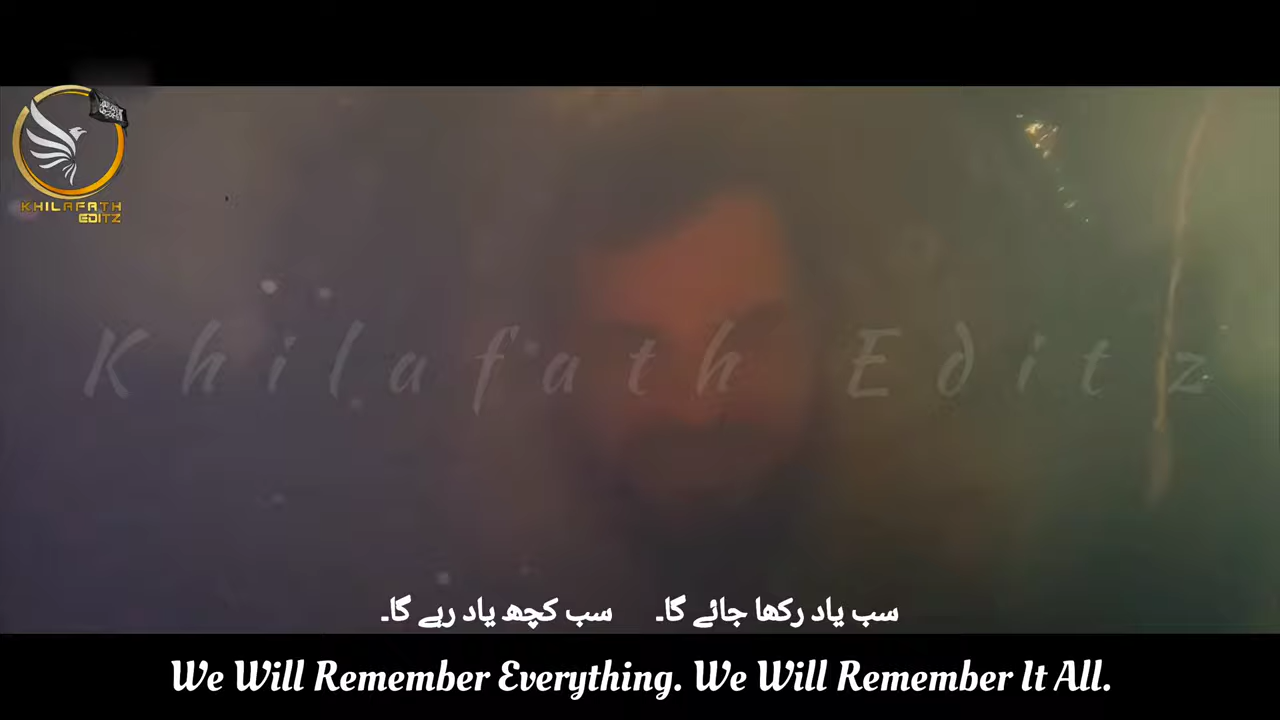 KHILAFATH
EDITZ
Khilafath Editz
سب یاد رکھا جائے گا۔ سب کچھ یاد رہے گا۔
We Will Remember Everything. We Will Remember It All.